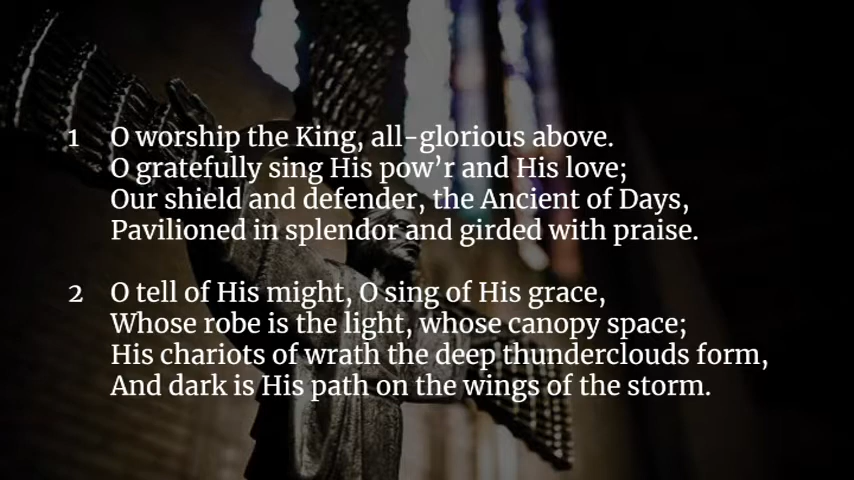 1 O worship the King, all-glorious above.
O gratefully sing His pow’r and His love;
Our shield and defender, the Ancient of Days,
Pavilioned in splendor and girded with praise.
2 O tell of His might, O sing of His grace,
Whose robe is the light, whose canopy space;
His chariots of wrath the deep thunderclouds form,
And dark is His path on the wings of the storm.